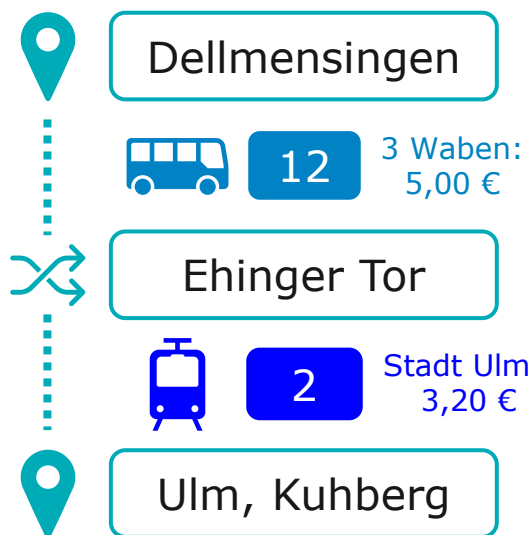 Dellmensingen
12
3 Waben:
5,00 €
Ehinger Tor
2
Stadt Ulm
3,20 €
Ulm, Kuhberg